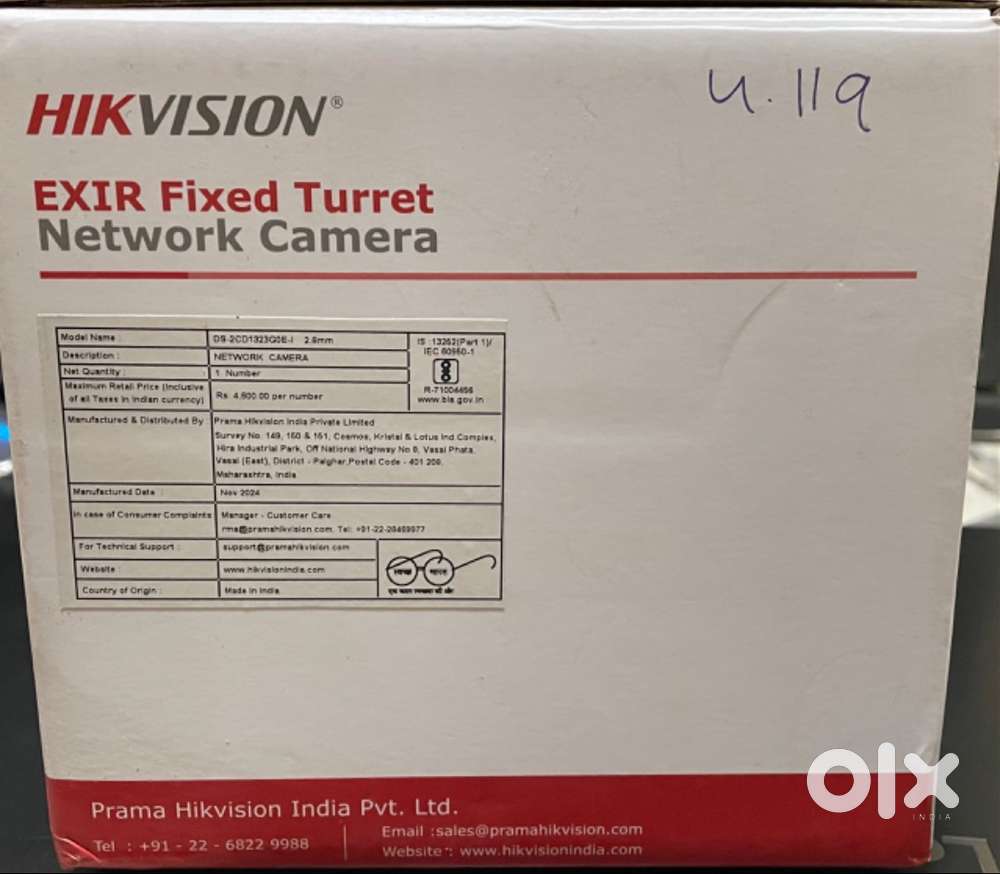 HIKVISION®
u.119
EXIR Fixed Turret
Network Camera
Model Name : DS-2CD1323G0E-I 2.8mm
Description : NETWORK CAMERA
Net Quantity : 1 Number
Maximum Retail Price (Inclusive
of all Taxes in Indian currency) Rs. 4,600.00 per number
IS :13252(Part 1)/
IEC 60950-1
www.bis.gov.in
Manufactured & Distributed By : Prama Hikvision India Private Limited
Survey No. 149, 150 & 151, Cosmos, Kristal & Lotus Ind Complex,
Hira Industrial Park, Off National Highway No 8, Vasai Phata,
Vasai (East), District - Palghar,Postal Code - 401 208,
Maharashtra, India
Manufactured Date : Nov 2024
In case of Consumer Complaints : Manager - Customer Care
rma@pramahikvision.com, Tel:
For Technical Support : support@pramahikvision.com
Website : www.hikvisionindia.com
Country of Origin : Made in India
स्वच्छ भारत
एक कदम स्वच्छता की ओर
Prama Hikvision India Pvt. Ltd.
Tel : +91 - 22 - 6822 9988
Email :sales@pramahikvision.com
Website : www.hikvisionindia.com
olx
INDIA